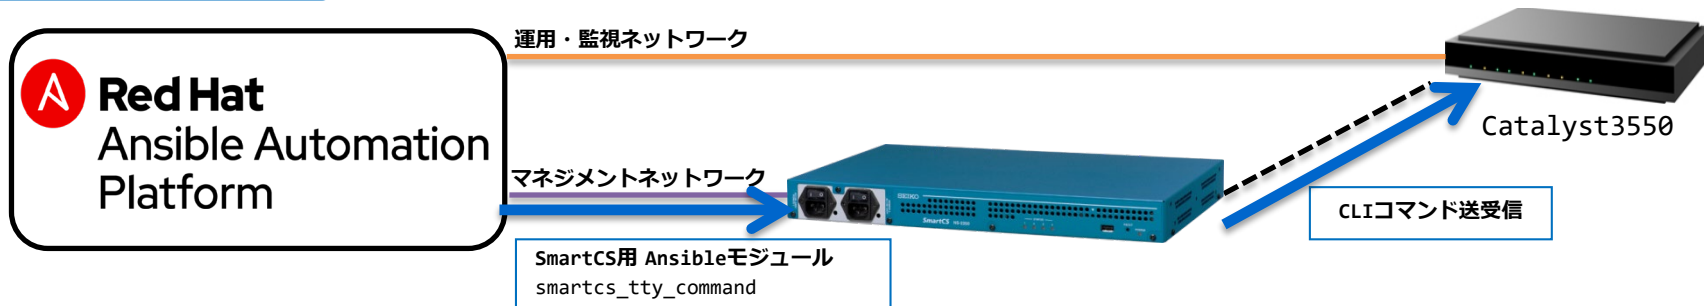 運用・監視ネットワーク
Red Hat
Ansible Automation
Platform
Catalyst3550
マネジメントネットワーク
SEIKO
SmartCS
CLIコマンド送受信
SmartCS用 Ansibleモジュール
smartcs_tty_command